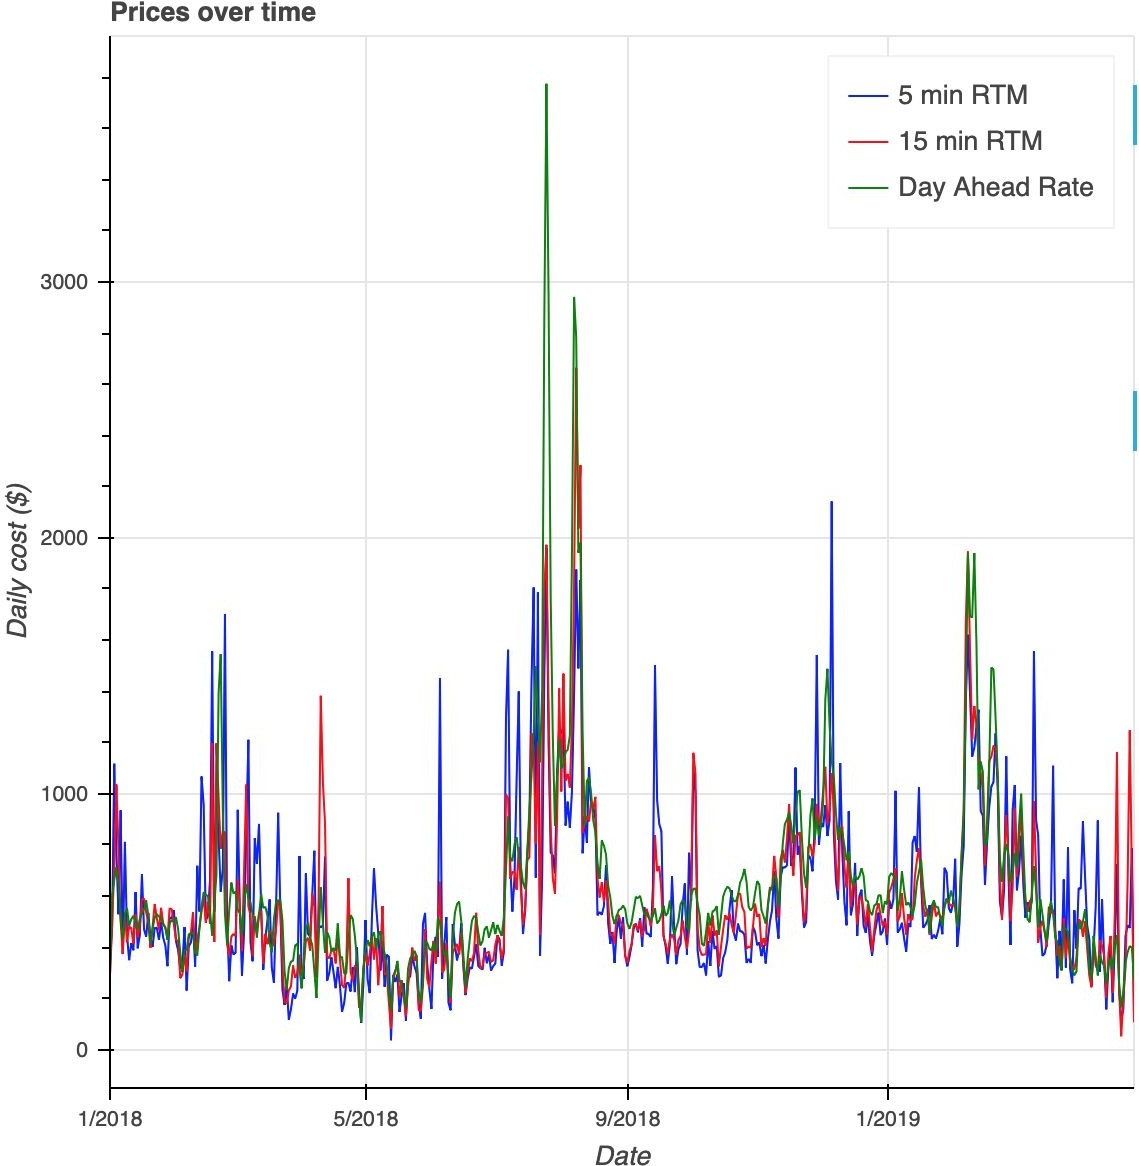 Prices over time
5 min RTM
15 min RTM
Day Ahead Rate
3000
2000
1000
0
Daily cost ($)
1/2018 5/2018 9/2018 1/2019
Date